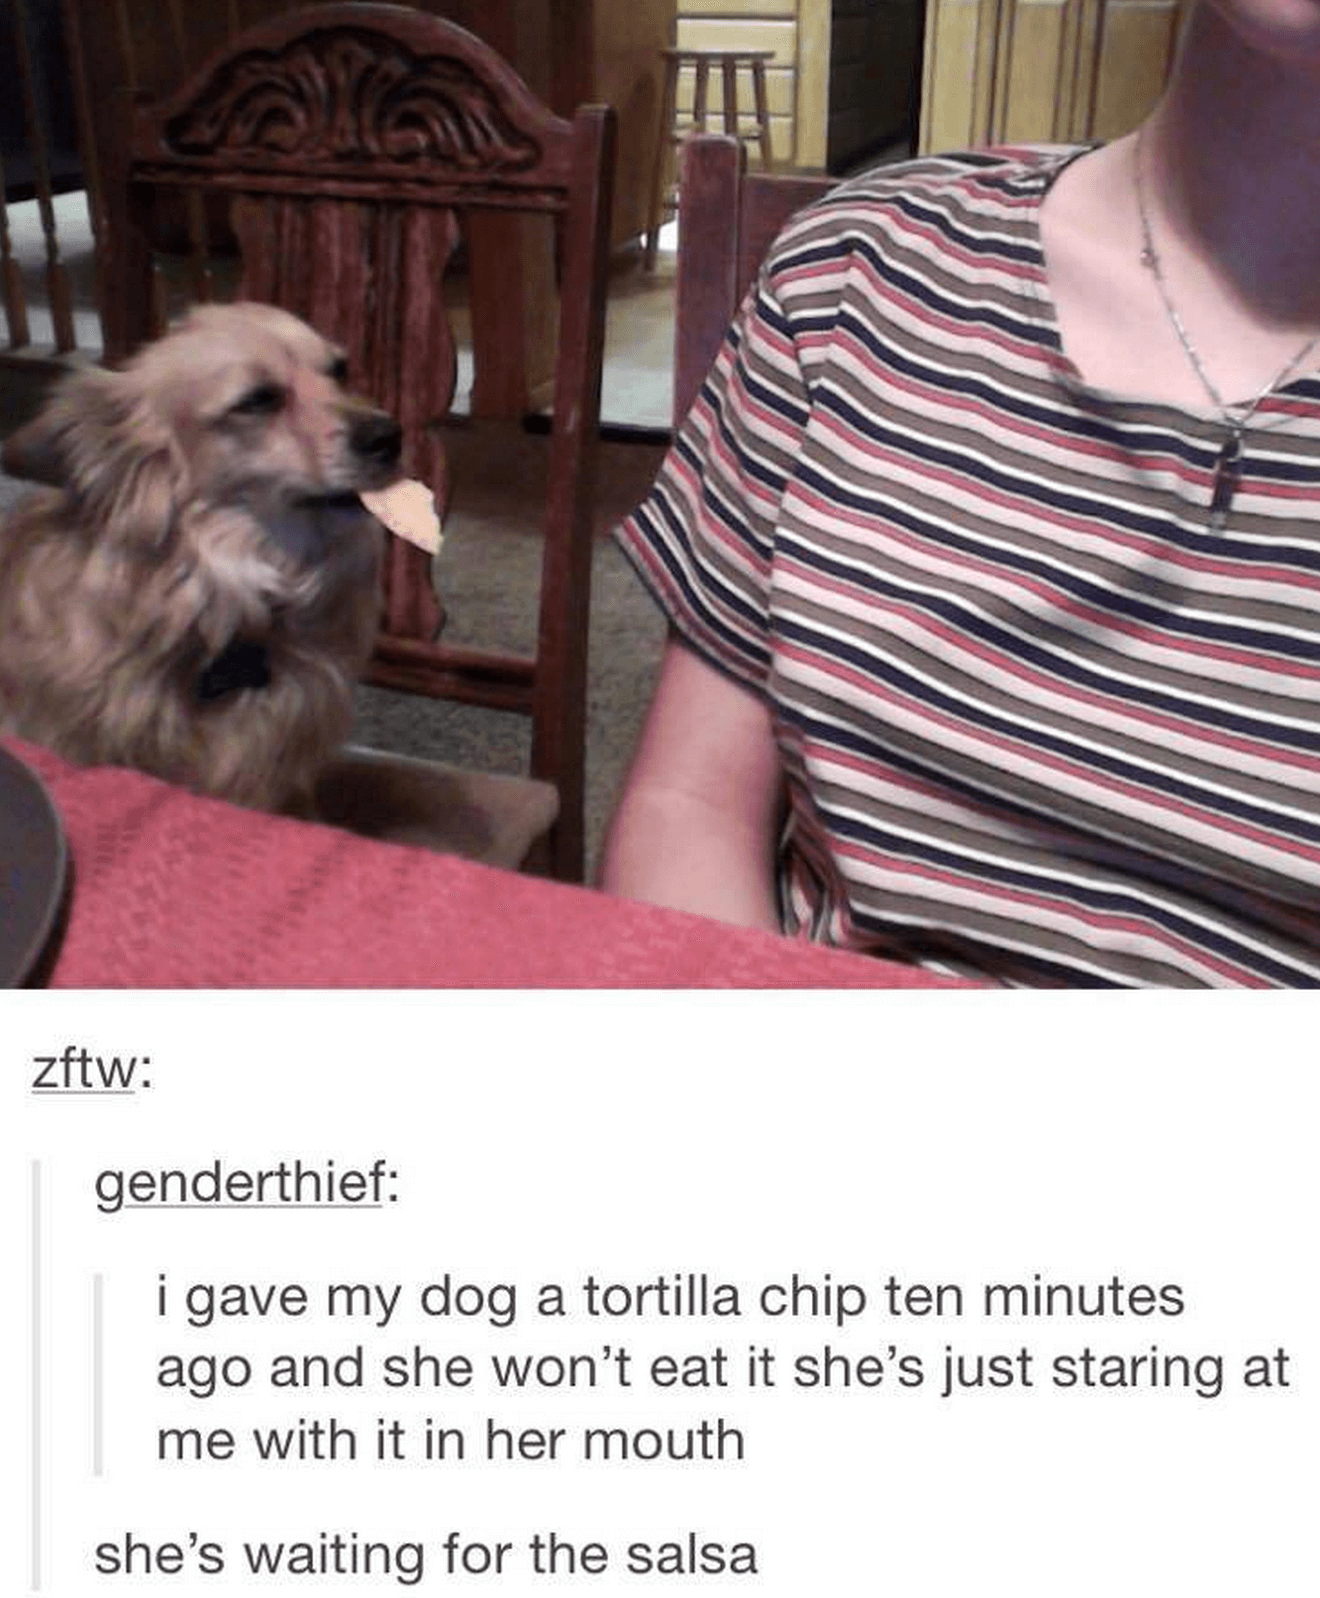 zftw:
genderthief:
i gave my dog a tortilla chip ten minutes
ago and she won’t eat it she’s just staring at
me with it in her mouth
she’s waiting for the salsa